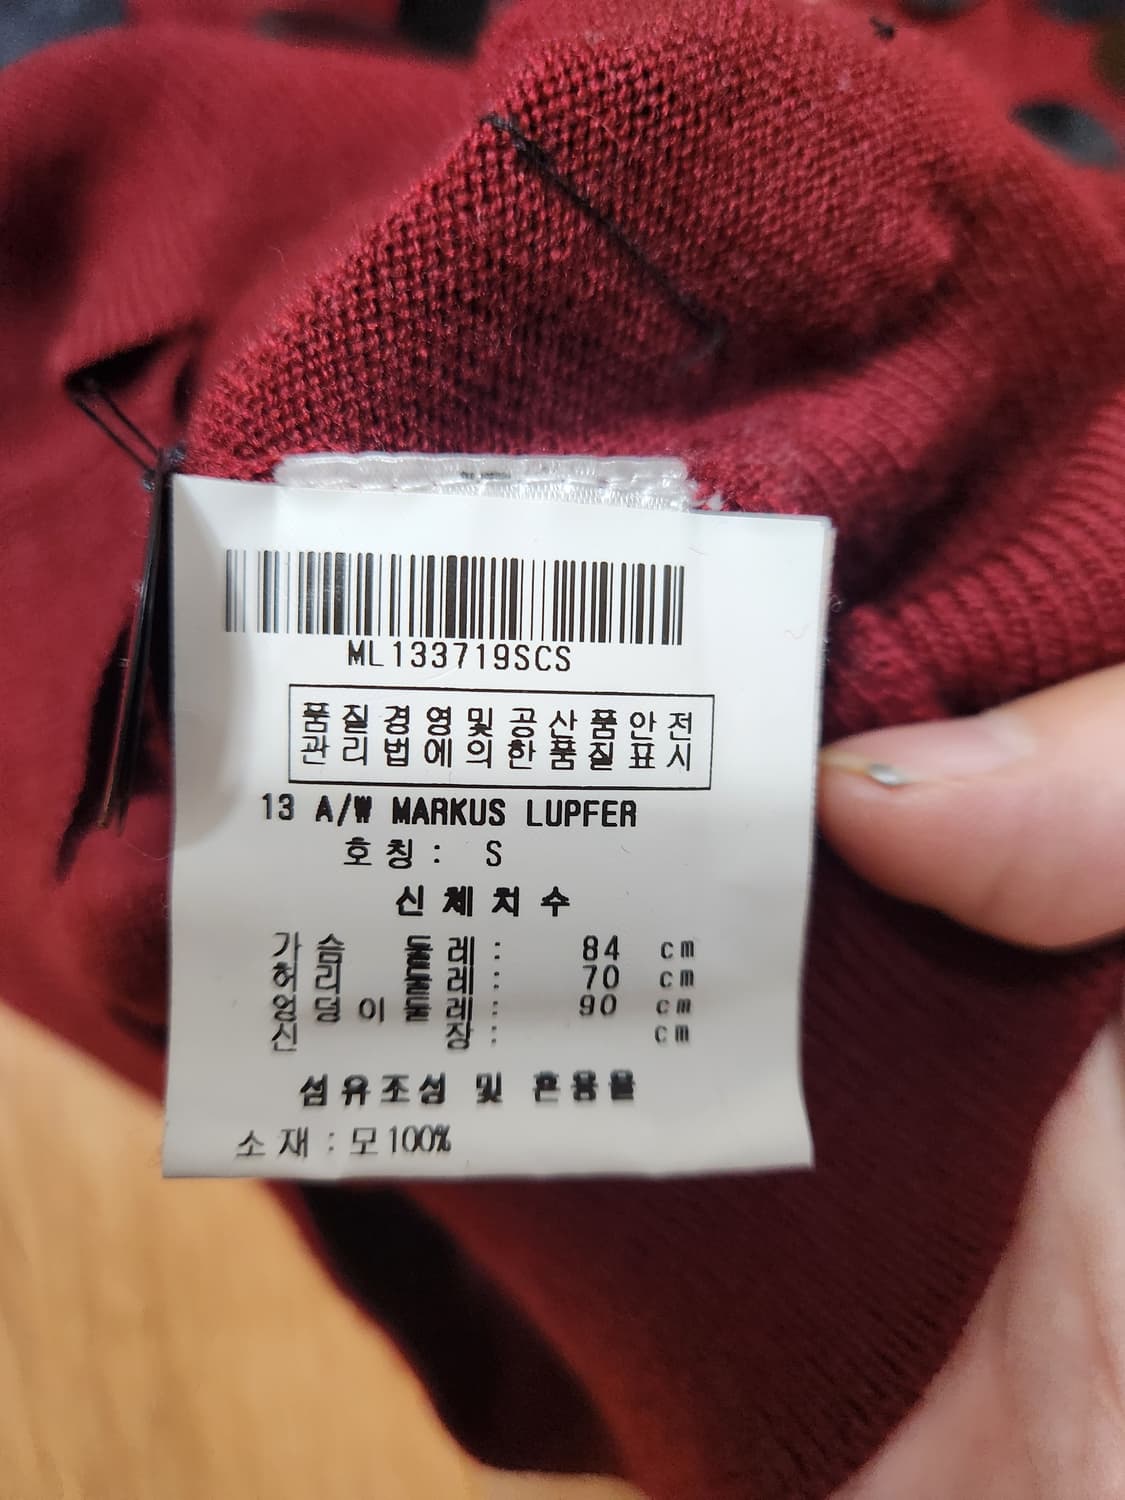 ML133719SCS
품질경영및공산품안전
관리법에의한품질표시
13 A/W MARKUS LUPFER
호칭: S
신체치수
가슴 둘레: 84 cm
허리 둘레: 70 cm
엉덩이둘레: 90 cm
신 장: cm
섬유조성 및 혼용율
소재:모100%